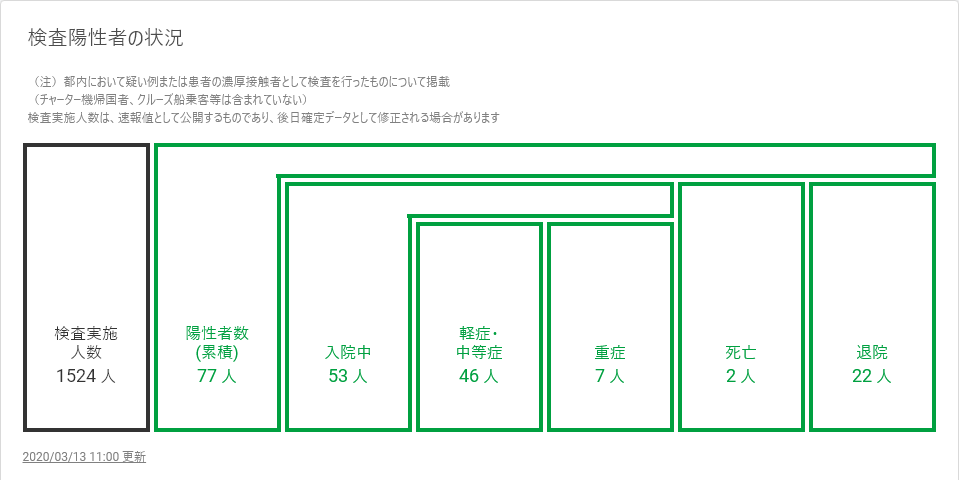 検査陽性者の状況
（注）都内において疑い例または患者の濃厚接触者として検査を行ったものについて掲載
（チャーター機帰国者、クルーズ船乗客等は含まれていない）
検査実施人数は、速報値として公開するものであり、後日確定データとして修正される場合があります
検査実施
人数
1524 人
陽性者数
(累積)
77 人
入院中
53 人
軽症・
中等症
46 人
重症
7 人
死亡
2 人
退院
22 人
2020/03/13 11:00 更新